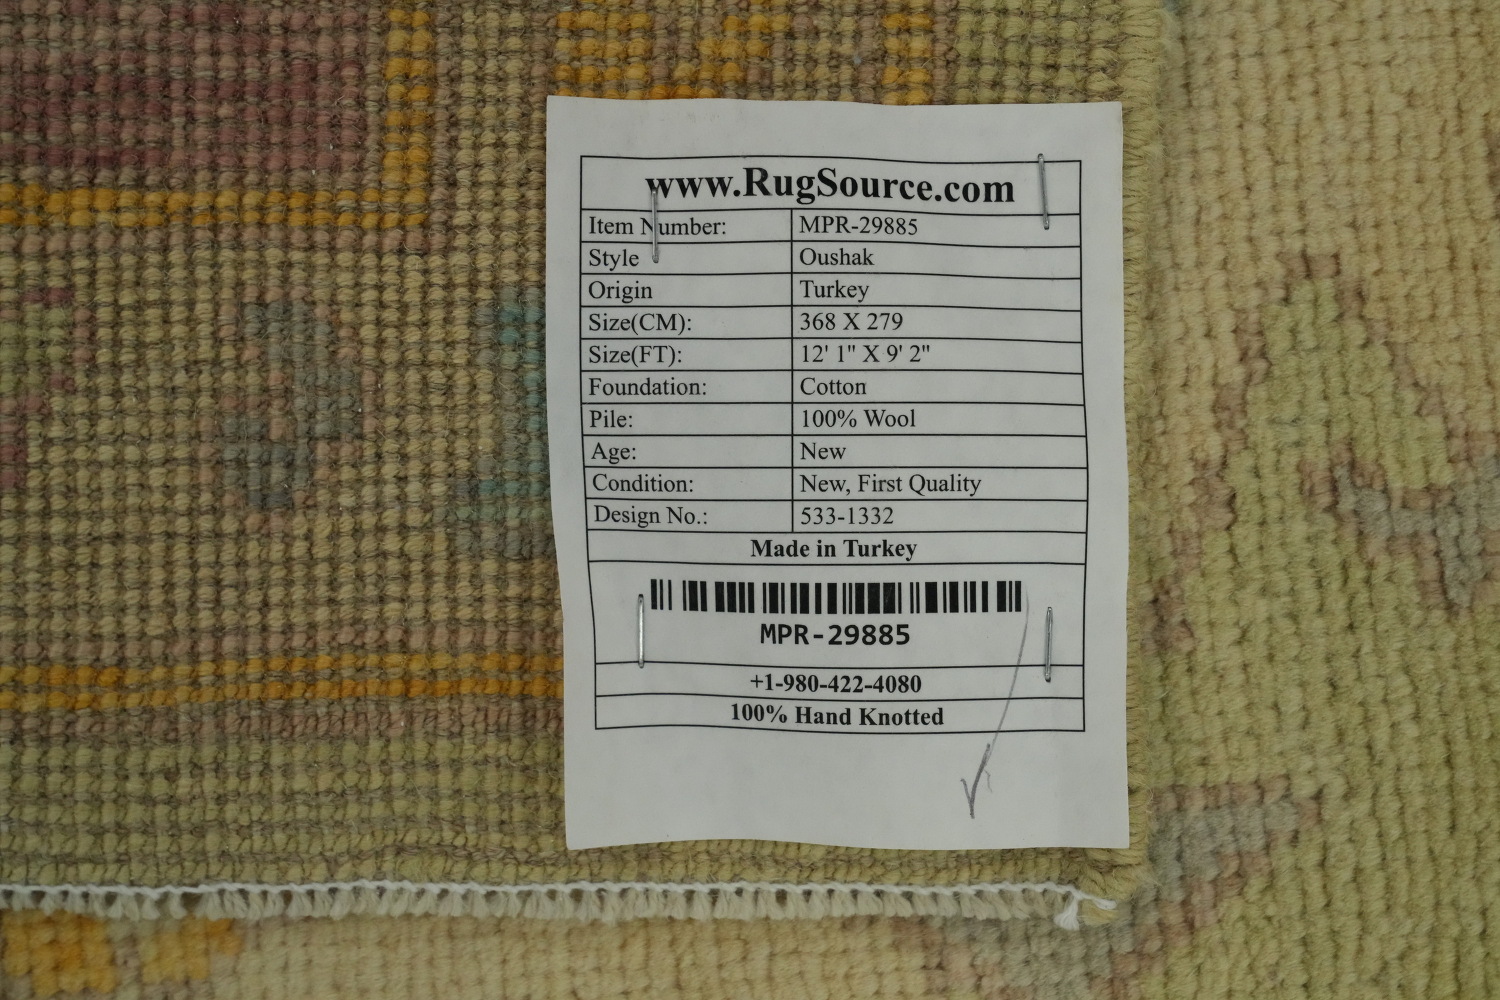 www.RugSource.com
Item Number: MPR-29885
Style Oushak
Origin Turkey
Size(CM): 368 X 279
Size(FT): 12' 1" X 9' 2"
Foundation: Cotton
Pile: 100% Wool
Age: New
Condition: New, First Quality
Design No.: 533-1332
Made in Turkey
MPR-29885
+1-980-422-4080
100% Hand Knotted